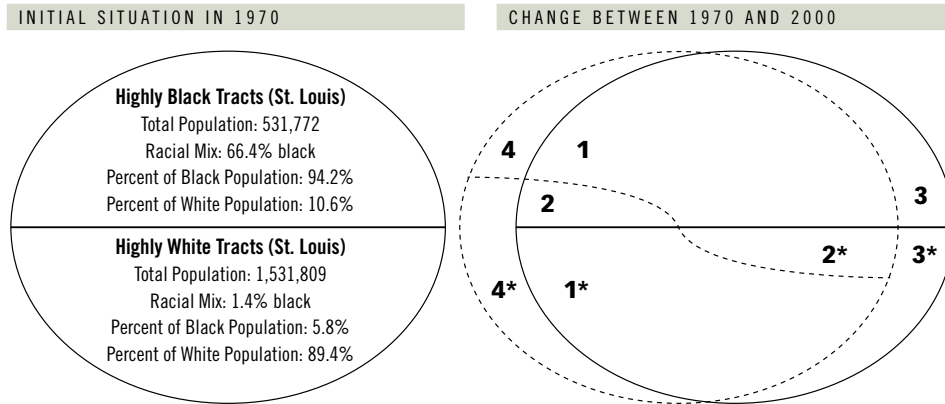 INITIAL SITUATION IN 1970
Highly Black Tracts (St. Louis)
Total Population: 531,772
Racial Mix: 66.4% black
Percent of Black Population: 94.2%
Percent of White Population: 10.6%
Highly White Tracts (St. Louis)
Total Population: 1,531,809
Racial Mix: 1.4% black
Percent of Black Population: 5.8%
Percent of White Population: 89.4%
CHANGE BETWEEN 1970 AND 2000
4 1
2
3
2* 3*
4* 1*